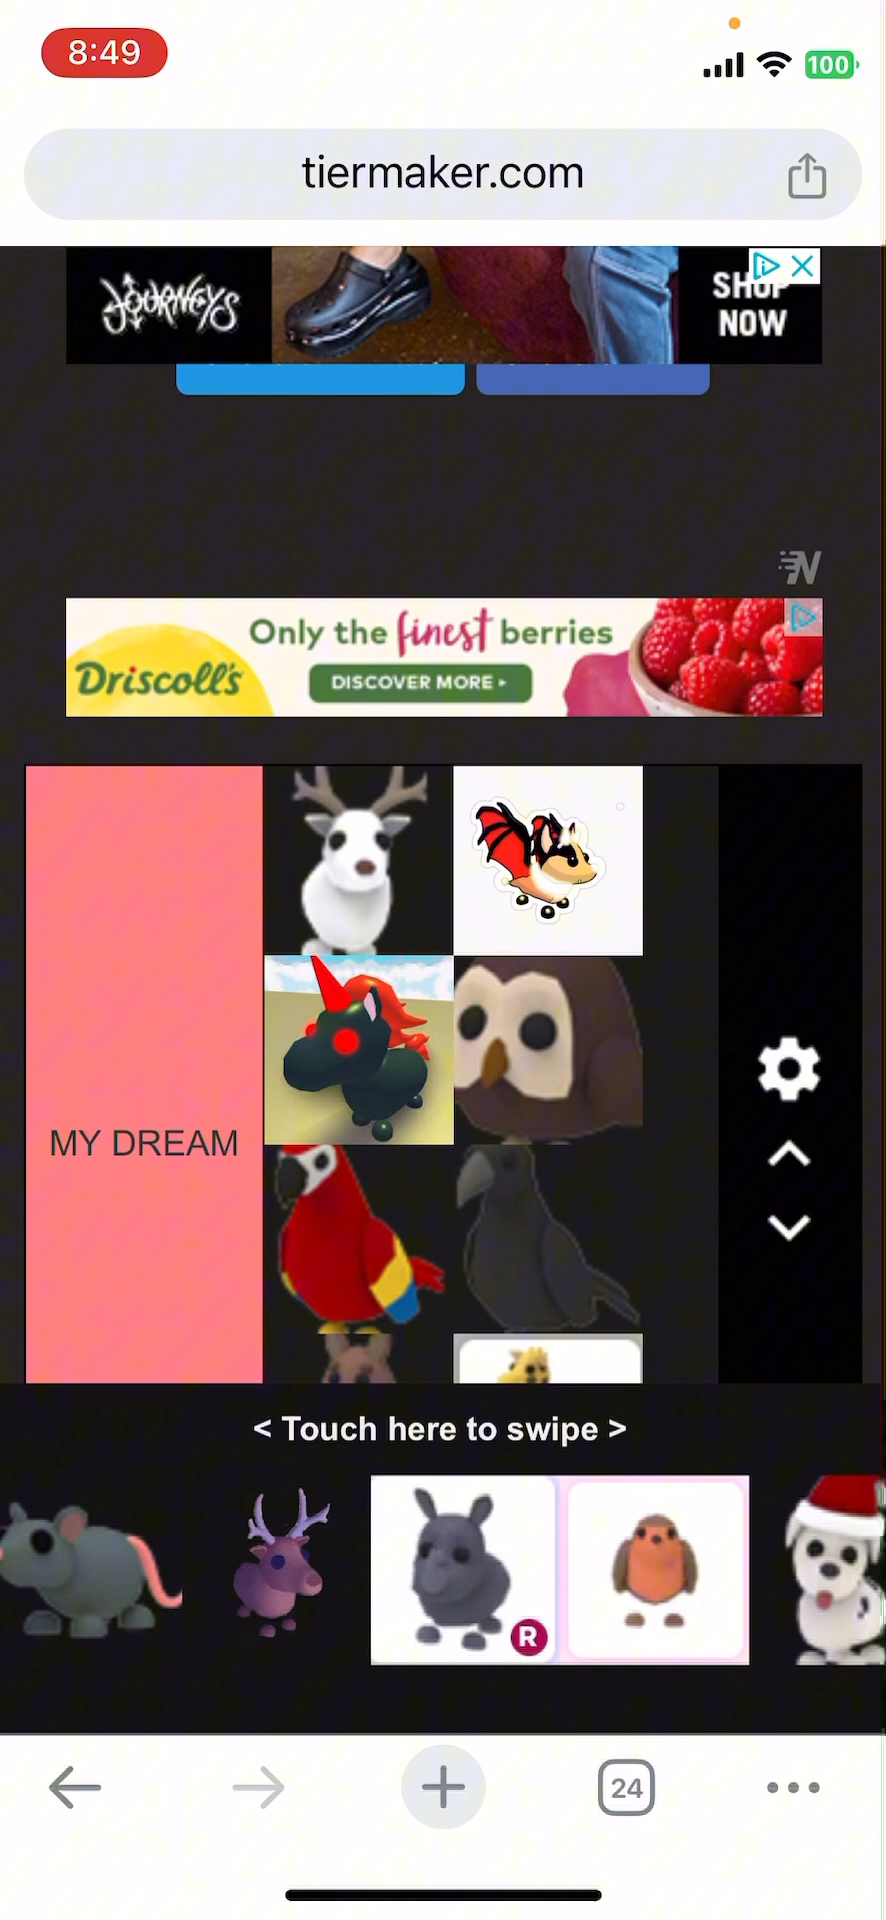 8:49
100
tiermaker.com
JOURNEYS
SHOP
NOW
N
Only the finest berries
Driscoll's
DISCOVER MORE
MY DREAM
< Touch here to swipe >
R
24